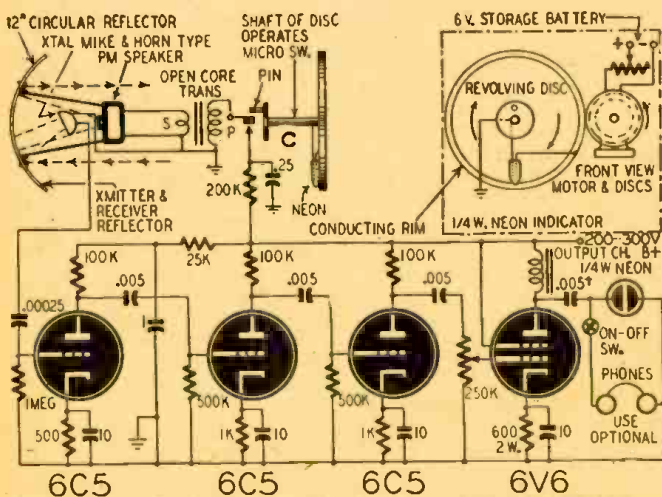 12" CIRCULAR REFLECTOR
XTAL MIKE & HORN TYPE
PM SPEAKER
OPEN CORE
TRANS
S
P
SHAFT OF DISC
OPERATES
MICRO SW.
PIN
C
NEON
6V. STORAGE BATTERY
+
-
REVOLVING DISC
FRONT VIEW
MOTOR & DISCS
CONDUCTING RIM
1/4 W. NEON INDICATOR
XMITTER &
RECEIVER
REFLECTOR
.25
200K
200-300V
B+
OUTPUT CH.
1/4W NEON
100K
25K
100K
100K
.005
.005
.005
.005+
.00025
1
ON-OFF
SW.
PHONES
USE
OPTIONAL
1MEG
500K
500K
250K
500
10
1K
10
1K
10
600
2W.
10
6C5
6C5
6C5
6V6